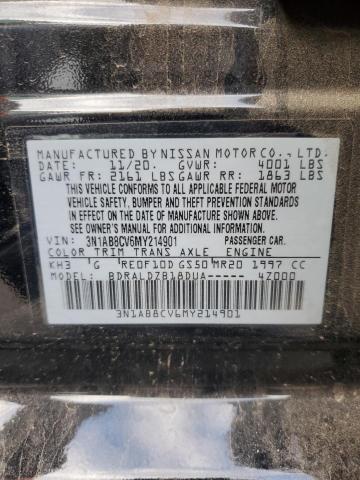 MANUFACTURED BY NISSAN MOTOR CO., LTD.
DATE: 11/20. GVWR: 4001 LBS
GAWR FR: 2161 LBS GAWR RR: 1863 LBS
THIS VEHICLE CONFORMS TO ALL APPLICABLE FEDERAL MOTOR
VEHICLE SAFETY, BUMPER AND THEFT PREVENTION STANDARDS
IN EFFECT ON THE DATE OF MANUFACTURE SHOWN ABOVE.
SEE OWNER'S MANUAL FOR ADDITIONAL INFORMATION
VIN: 3N1AB8CV6MY214901 PASSENGER CAR.
COLOR TRIM TRANS AXLE ENGINE
KH3 G RE0F10D GS50 MR20 1997 CC
MODEL: BDRALDZB18DUA----- 4Z000
3N1AB8CV6MY214901